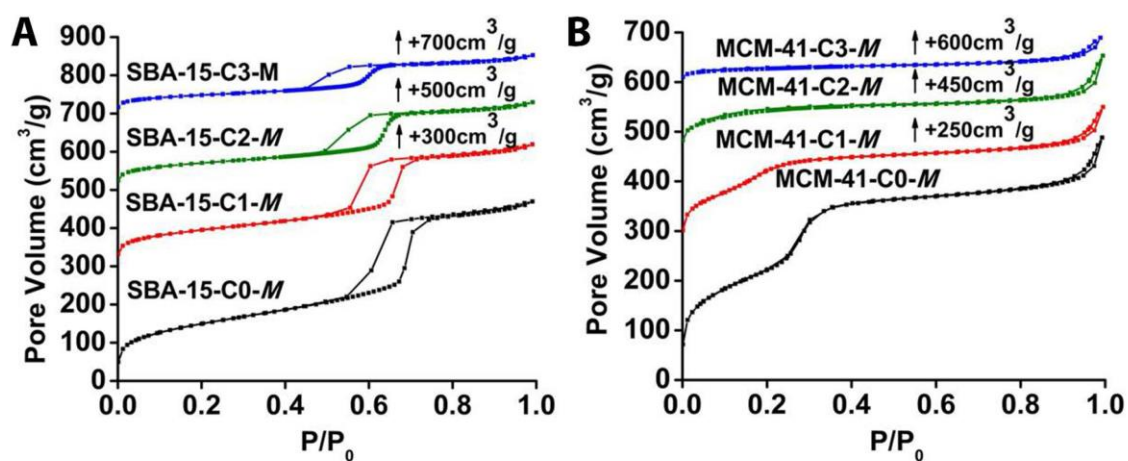 A
Pore Volume (cm³/g)
900
800
700
600
500
400
300
200
100
0
SBA-15-C3-M
+700cm³/g
SBA-15-C2-M
+500cm³/g
SBA-15-C1-M
+300cm³/g
SBA-15-C0-M
0.0 0.2 0.4 0.6 0.8 1.0
P/P₀
B
Pore Volume (cm³/g)
700
600
500
400
300
200
100
0
MCM-41-C3-M
+600cm³/g
MCM-41-C2-M
+450cm³/g
MCM-41-C1-M
+250cm³/g
MCM-41-C0-M
0.0 0.2 0.4 0.6 0.8 1.0
P/P₀